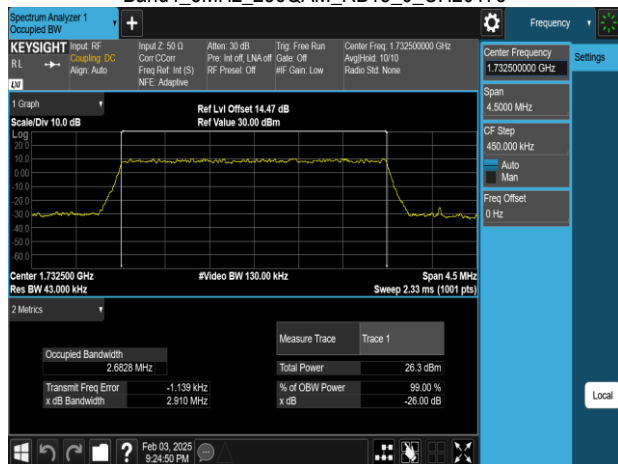 Spectrum Analyzer 1
Occupied BW
Frequency
KEYSIGHT
RL
LXI
Input: RF
Coupling: DC
Align: Auto
Input Z: 50 Ω
Corr CCorr
Freq Ref: Int (S)
NFE: Adaptive
Atten: 30 dB
Pre: Int off, LNA off
RF Preset: Off
Trig: Free Run
Gate: Off
#IF Gain: Low
Center Freq: 1.732500000 GHz
Avg|Hold: 10/10
Radio Std: None
Center Frequency
1.732500000 GHz
Settings
Span
4.5000 MHz
CF Step
450.000 kHz
Auto
Man
Freq Offset
0 Hz
Local
1 Graph
Scale/Div 10.0 dB
Ref Lvl Offset 14.47 dB
Ref Value 30.00 dBm
Log
20.0
10.0
0.00
-10.0
-20.0
-30.0
-40.0
-50.0
-60.0
Center 1.732500 GHz
#Video BW 130.00 kHz
Span 4.5 MHz
Res BW 43.000 kHz
Sweep 2.33 ms (1001 pts)
2 Metrics
Measure Trace
Trace 1
Occupied Bandwidth
2.6828 MHz
Total Power
26.3 dBm
Transmit Freq Error
-1.139 kHz
% of OBW Power
99.00 %
x dB Bandwidth
2.910 MHz
x dB
-26.00 dB
?
Feb 03, 2025
9:24:50 PM